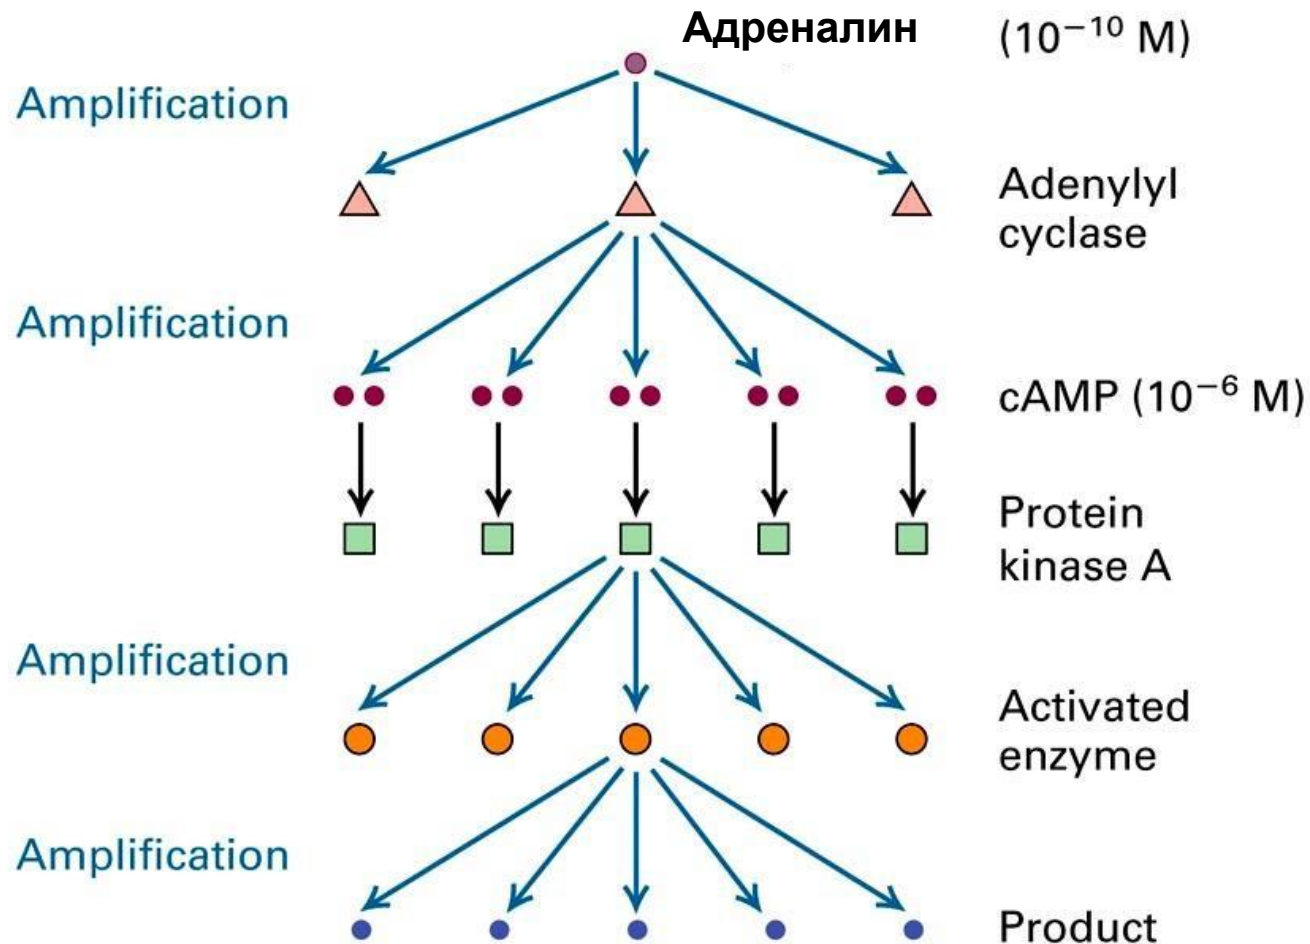 Адреналин (10⁻¹⁰ M)
Amplification
Adenylyl
cyclase
Amplification
cAMP (10⁻⁶ M)
Protein
kinase A
Amplification
Activated
enzyme
Amplification
Product